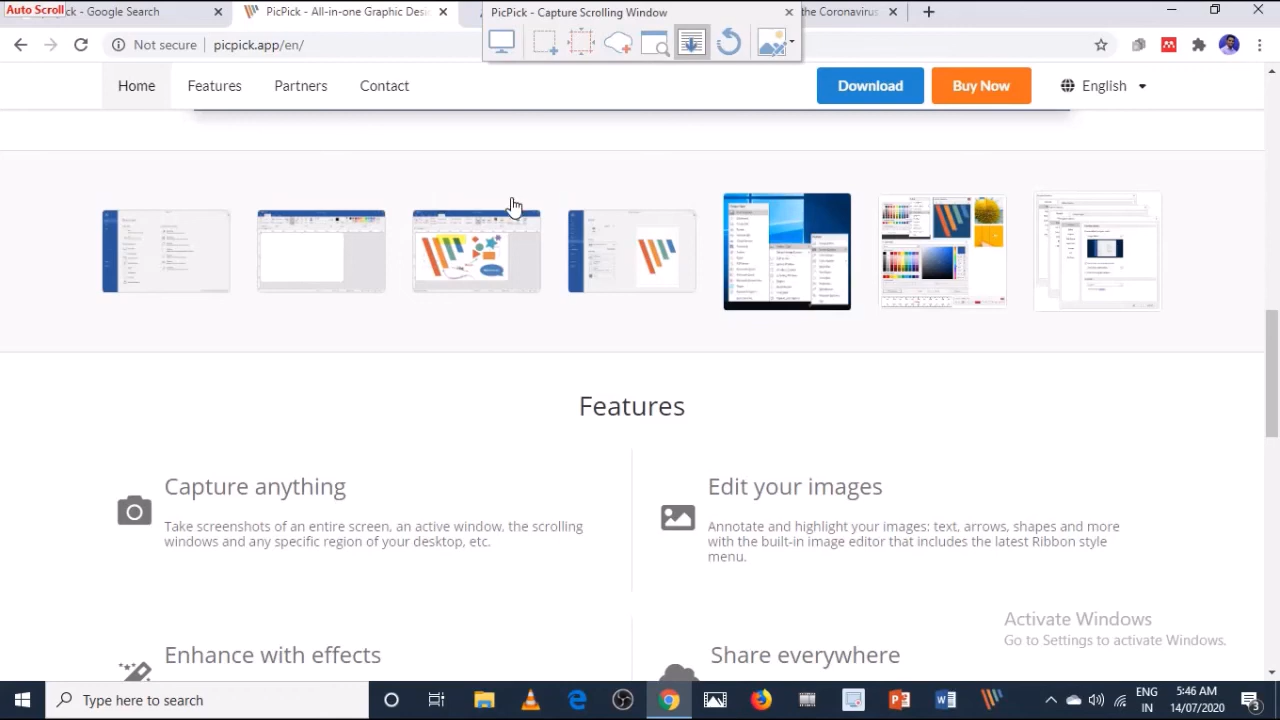 Auto Scroll
ck - Google Search
PicPick - All-in-one Graphic Desi
PicPick - Capture Scrolling Window
the Coronavirus
Not secure
picpick.app/en/
Home
Features
Partners
Contact
Download
Buy Now
English
Features
Capture anything
Take screenshots of an entire screen, an active window, the scrolling
windows and any specific region of your desktop, etc.
Edit your images
Annotate and highlight your images: text, arrows, shapes and more
with the built-in image editor that includes the latest Ribbon style
menu.
Activate Windows
Go to Settings to activate Windows.
Enhance with effects
Share everywhere
Type here to search
ENG
IN
5:46 AM
14/07/2020
3